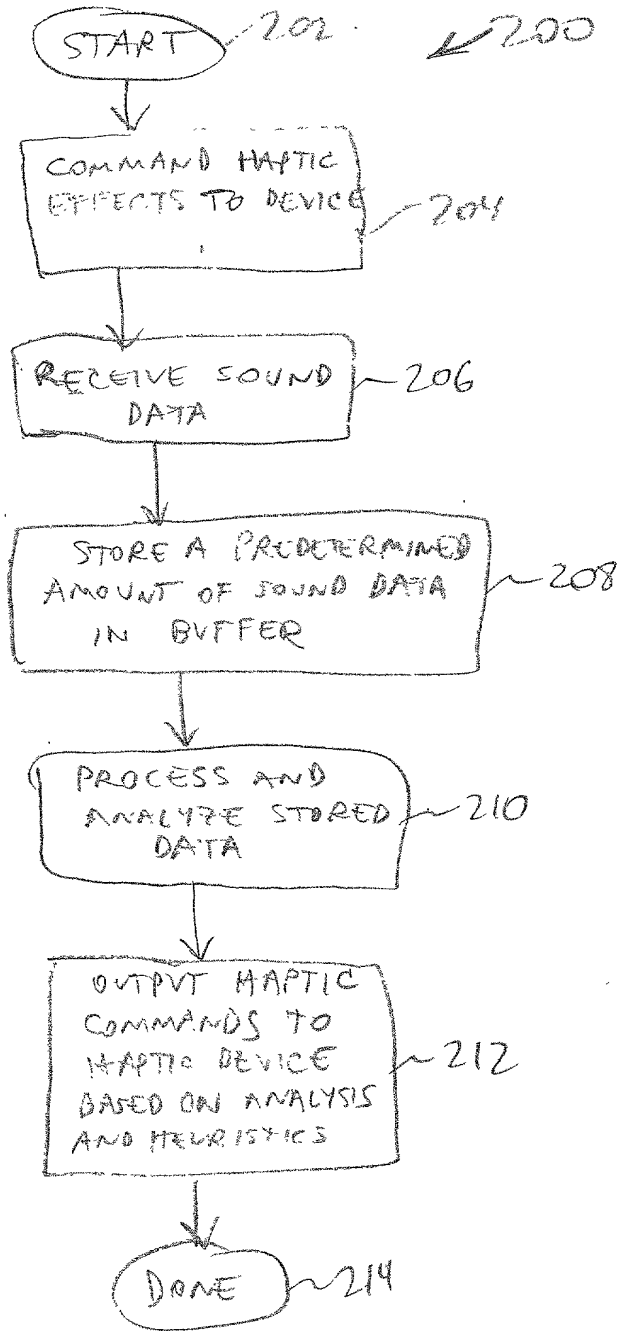 START
202
200
COMMAND HAPTIC
EFFECTS TO DEVICE
204
RECEIVE SOUND
DATA
206
STORE A PREDETERMINED
AMOUNT OF SOUND DATA
IN BUFFER
208
PROCESS AND
ANALYZE STORED
DATA
210
OUTPUT HAPTIC
COMMANDS TO
HAPTIC DEVICE
BASED ON ANALYSIS
AND HEURISTICS
212
DONE
214